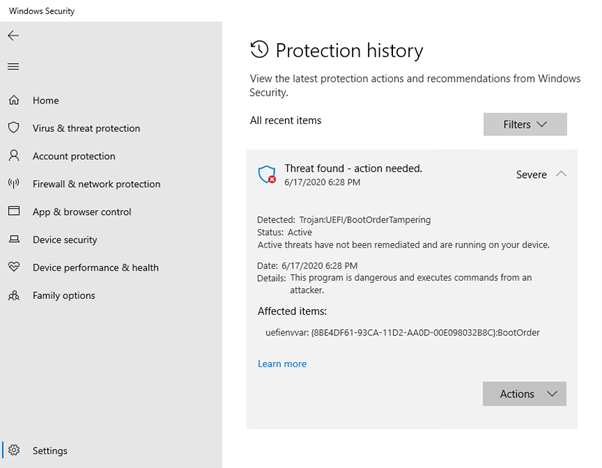 Windows Security
Home
Virus & threat protection
Account protection
Firewall & network protection
App & browser control
Device security
Device performance & health
Family options
Settings
Protection history
View the latest protection actions and recommendations from Windows
Security.
All recent items
Filters
Threat found - action needed.
6/17/2020 6:28 PM
Severe
Detected: Trojan:UEFI/BootOrderTampering
Status: Active
Active threats have not been remediated and are running on your device.
Date: 6/17/2020 6:28 PM
Details: This program is dangerous and executes commands from an
attacker.
Affected items:
uefienvvar: {8BE4DF61-93CA-11D2-AA0D-00E098032B8C}:BootOrder
Learn more
Actions